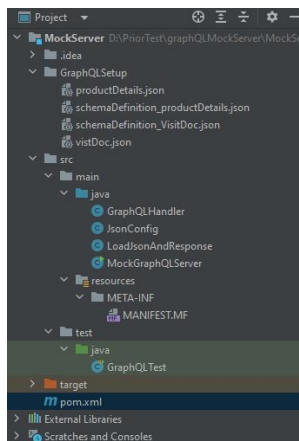 Project
MockServer D:\PriorTest\graphQLMockServer\MockSe
.idea
GraphQLSetup
productDetails.json
schemaDefinition_productDetails.json
schemaDefinition_VisitDoc.json
vistDoc.json
src
main
java
GraphQLHandler
JsonConfig
LoadJsonAndResponse
MockGraphQLServer
resources
META-INF
MANIFEST.MF
test
java
GraphQLTest
target
pom.xml
External Libraries
Scratches and Consoles